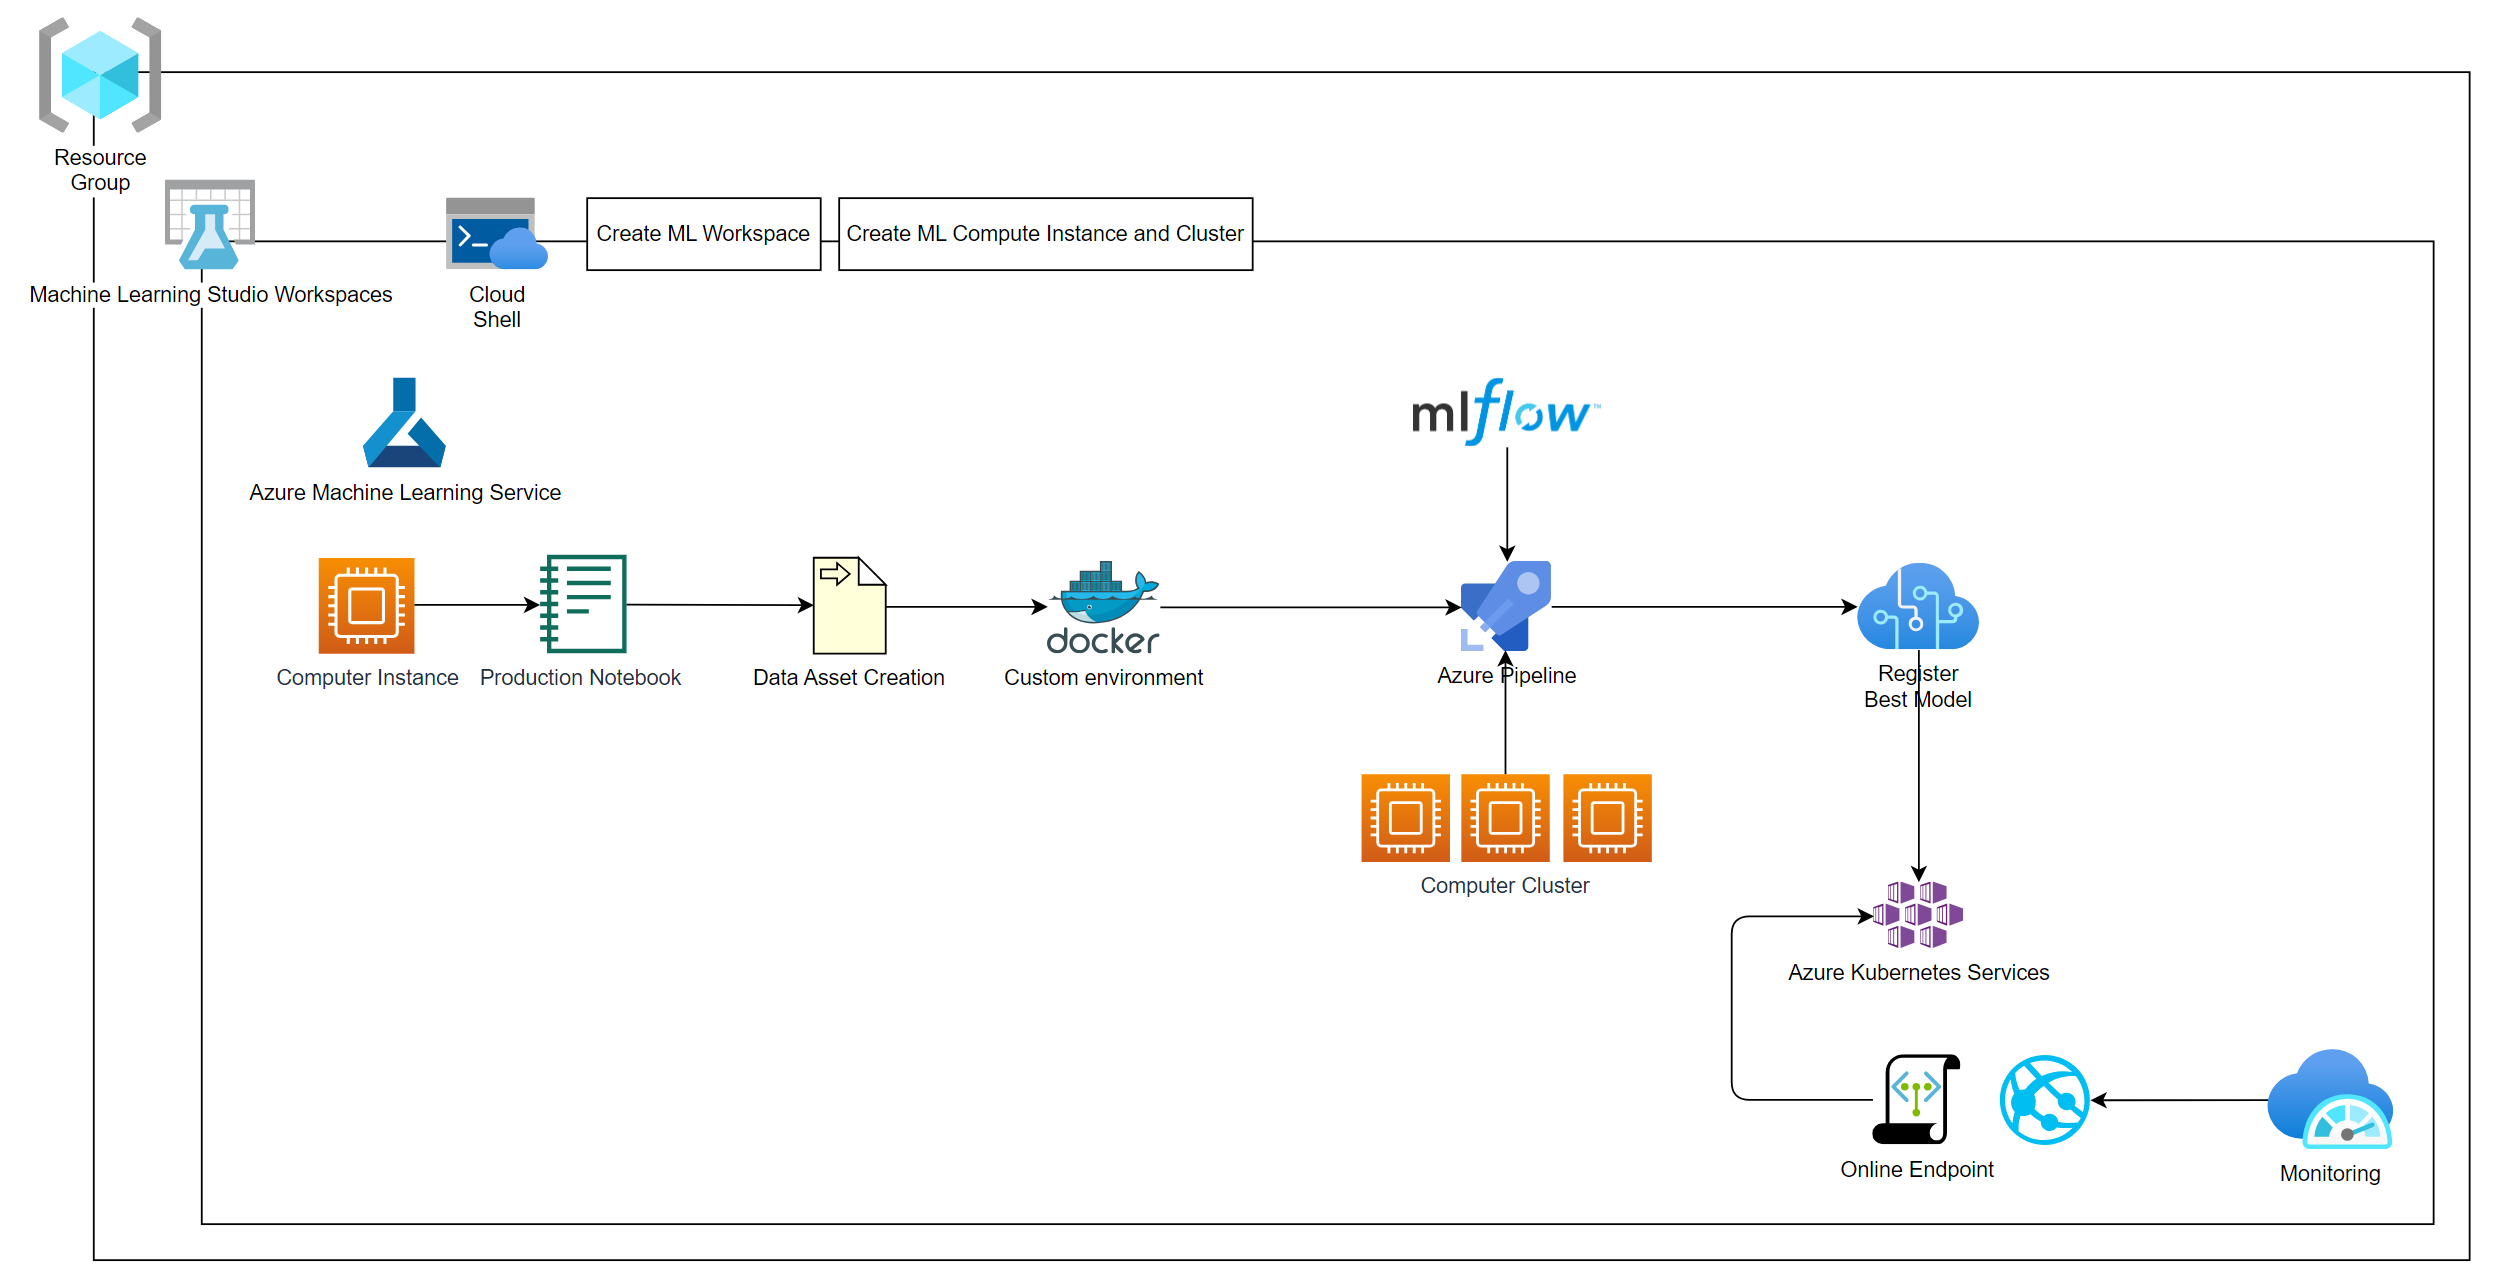 Resource
Group
Create ML Workspace
Create ML Compute Instance and Cluster
Machine Learning Studio Workspaces
Cloud
Shell
mlflow™
Azure Machine Learning Service
docker
Computer Instance
Production Notebook
Data Asset Creation
Custom environment
Azure Pipeline
Register
Best Model
Computer Cluster
Azure Kubernetes Services
Online Endpoint
Monitoring